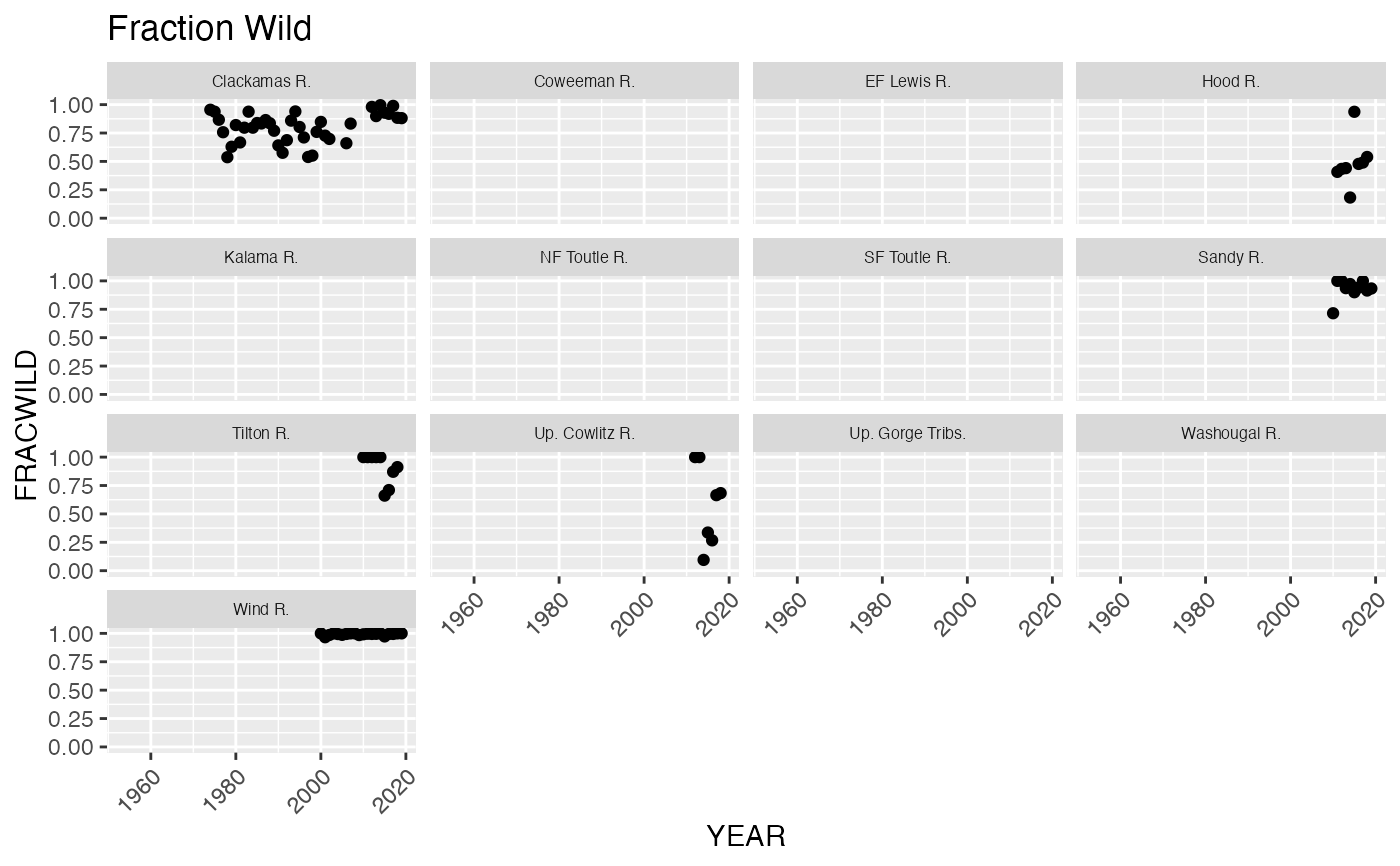 Fraction Wild
Clackamas R.
Coweeman R.
EF Lewis R.
Hood R.
1.00
0.75
0.50
0.25
0.00
Kalama R.
NF Toutle R.
SF Toutle R.
Sandy R.
1.00
0.75
0.50
0.25
0.00
Tilton R.
Up. Cowlitz R.
Up. Gorge Tribs.
Washougal R.
1.00
0.75
0.50
0.25
0.00
1960 1980 2000 2020
1960 1980 2000 2020
1960 1980 2000 2020
Wind R.
1.00
0.75
0.50
0.25
0.00
1960 1980 2000 2020
FRACWILD
YEAR